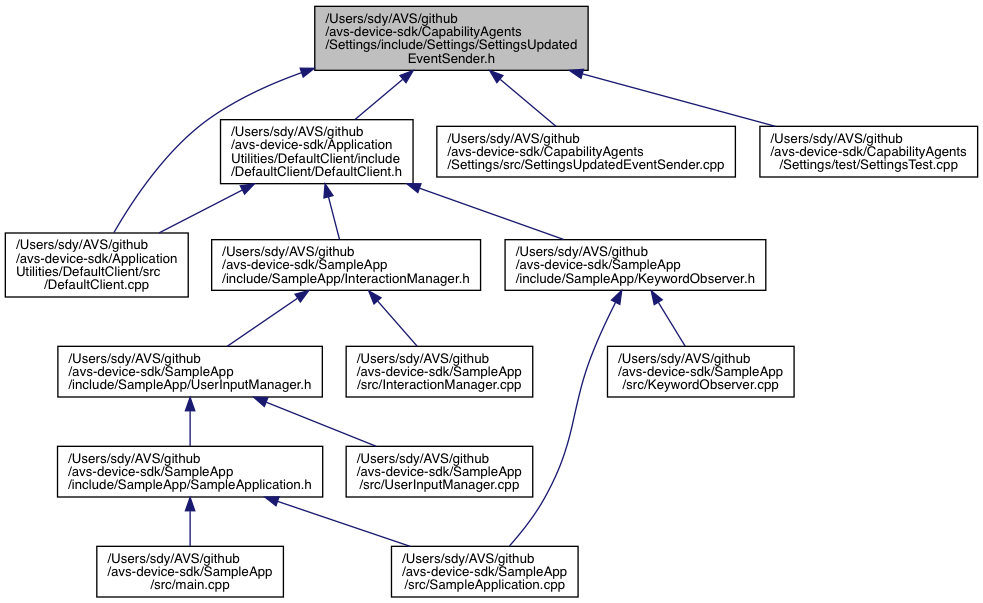 /Users/sdy/AVS/github
/avs-device-sdk/CapabilityAgents
/Settings/include/Settings/SettingsUpdated
EventSender.h
/Users/sdy/AVS/github
/avs-device-sdk/Application
Utilities/DefaultClient/include
/DefaultClient/DefaultClient.h
/Users/sdy/AVS/github
/avs-device-sdk/CapabilityAgents
/Settings/src/SettingsUpdatedEventSender.cpp
/Users/sdy/AVS/github
/avs-device-sdk/CapabilityAgents
/Settings/test/SettingsTest.cpp
/Users/sdy/AVS/github
/avs-device-sdk/Application
Utilities/DefaultClient/src
/DefaultClient.cpp
/Users/sdy/AVS/github
/avs-device-sdk/SampleApp
/include/SampleApp/InteractionManager.h
/Users/sdy/AVS/github
/avs-device-sdk/SampleApp
/include/SampleApp/KeywordObserver.h
/Users/sdy/AVS/github
/avs-device-sdk/SampleApp
/include/SampleApp/UserInputManager.h
/Users/sdy/AVS/github
/avs-device-sdk/SampleApp
/src/InteractionManager.cpp
/Users/sdy/AVS/github
/avs-device-sdk/SampleApp
/src/KeywordObserver.cpp
/Users/sdy/AVS/github
/avs-device-sdk/SampleApp
/include/SampleApp/SampleApplication.h
/Users/sdy/AVS/github
/avs-device-sdk/SampleApp
/src/UserInputManager.cpp
/Users/sdy/AVS/github
/avs-device-sdk/SampleApp
/src/main.cpp
/Users/sdy/AVS/github
/avs-device-sdk/SampleApp
/src/SampleApplication.cpp